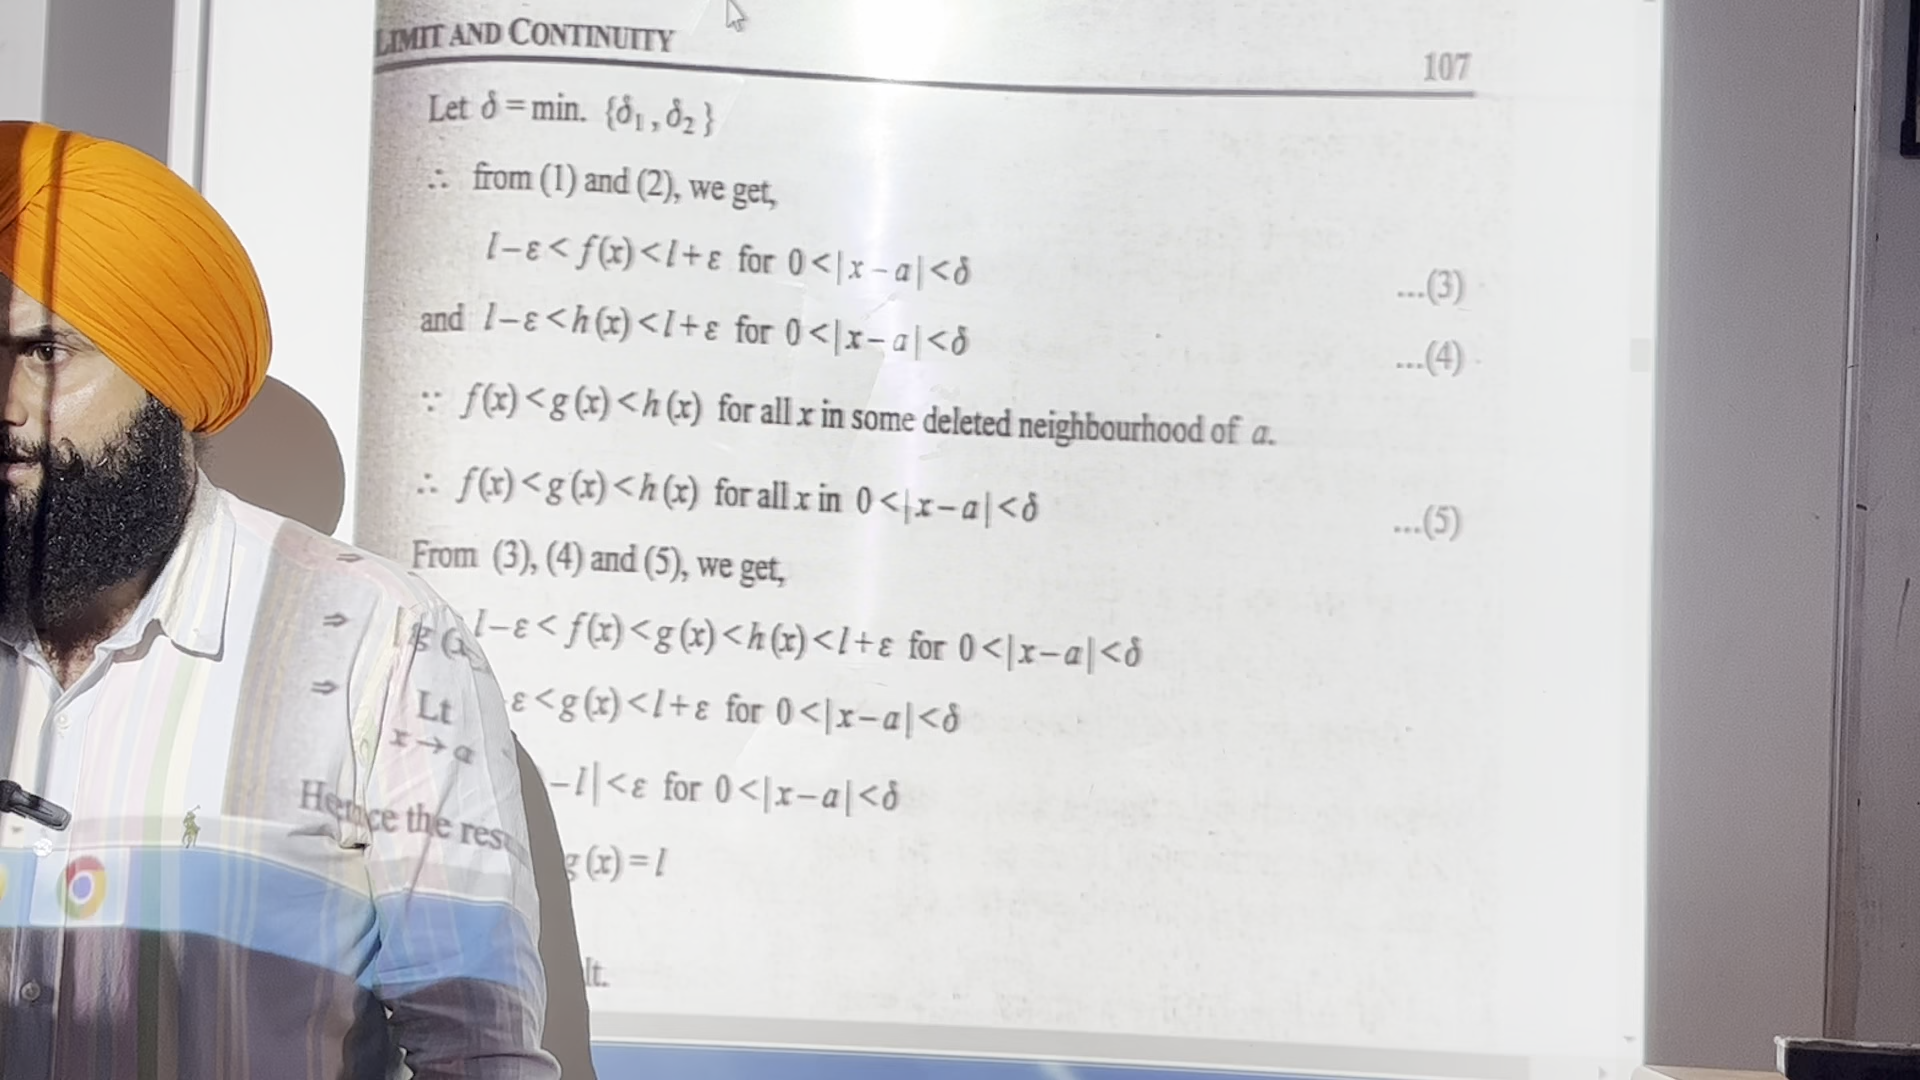 LIMIT AND CONTINUITY 107
Let δ = min. {δ₁, δ₂}
∴ from (1) and (2), we get,
l−ε < f(x) < l+ε for 0 < |x − a| < δ ...(3)
and l−ε < h(x) < l+ε for 0 < |x − a| < δ ...(4)
∵ f(x) < g(x) < h(x) for all x in some deleted neighbourhood of a.
∴ f(x) < g(x) < h(x) for all x in 0 < |x − a| < δ ...(5)
⇒ From (3), (4) and (5), we get,
⇒ |g(x l−ε < f(x) < g(x) < h(x) < l+ε for 0 < |x−a| < δ
⇒ Lt ε < g(x) < l+ε for 0 < |x−a| < δ
x→a
−l| < ε for 0 < |x−a| < δ
Hence the res
g(x) = l
lt.